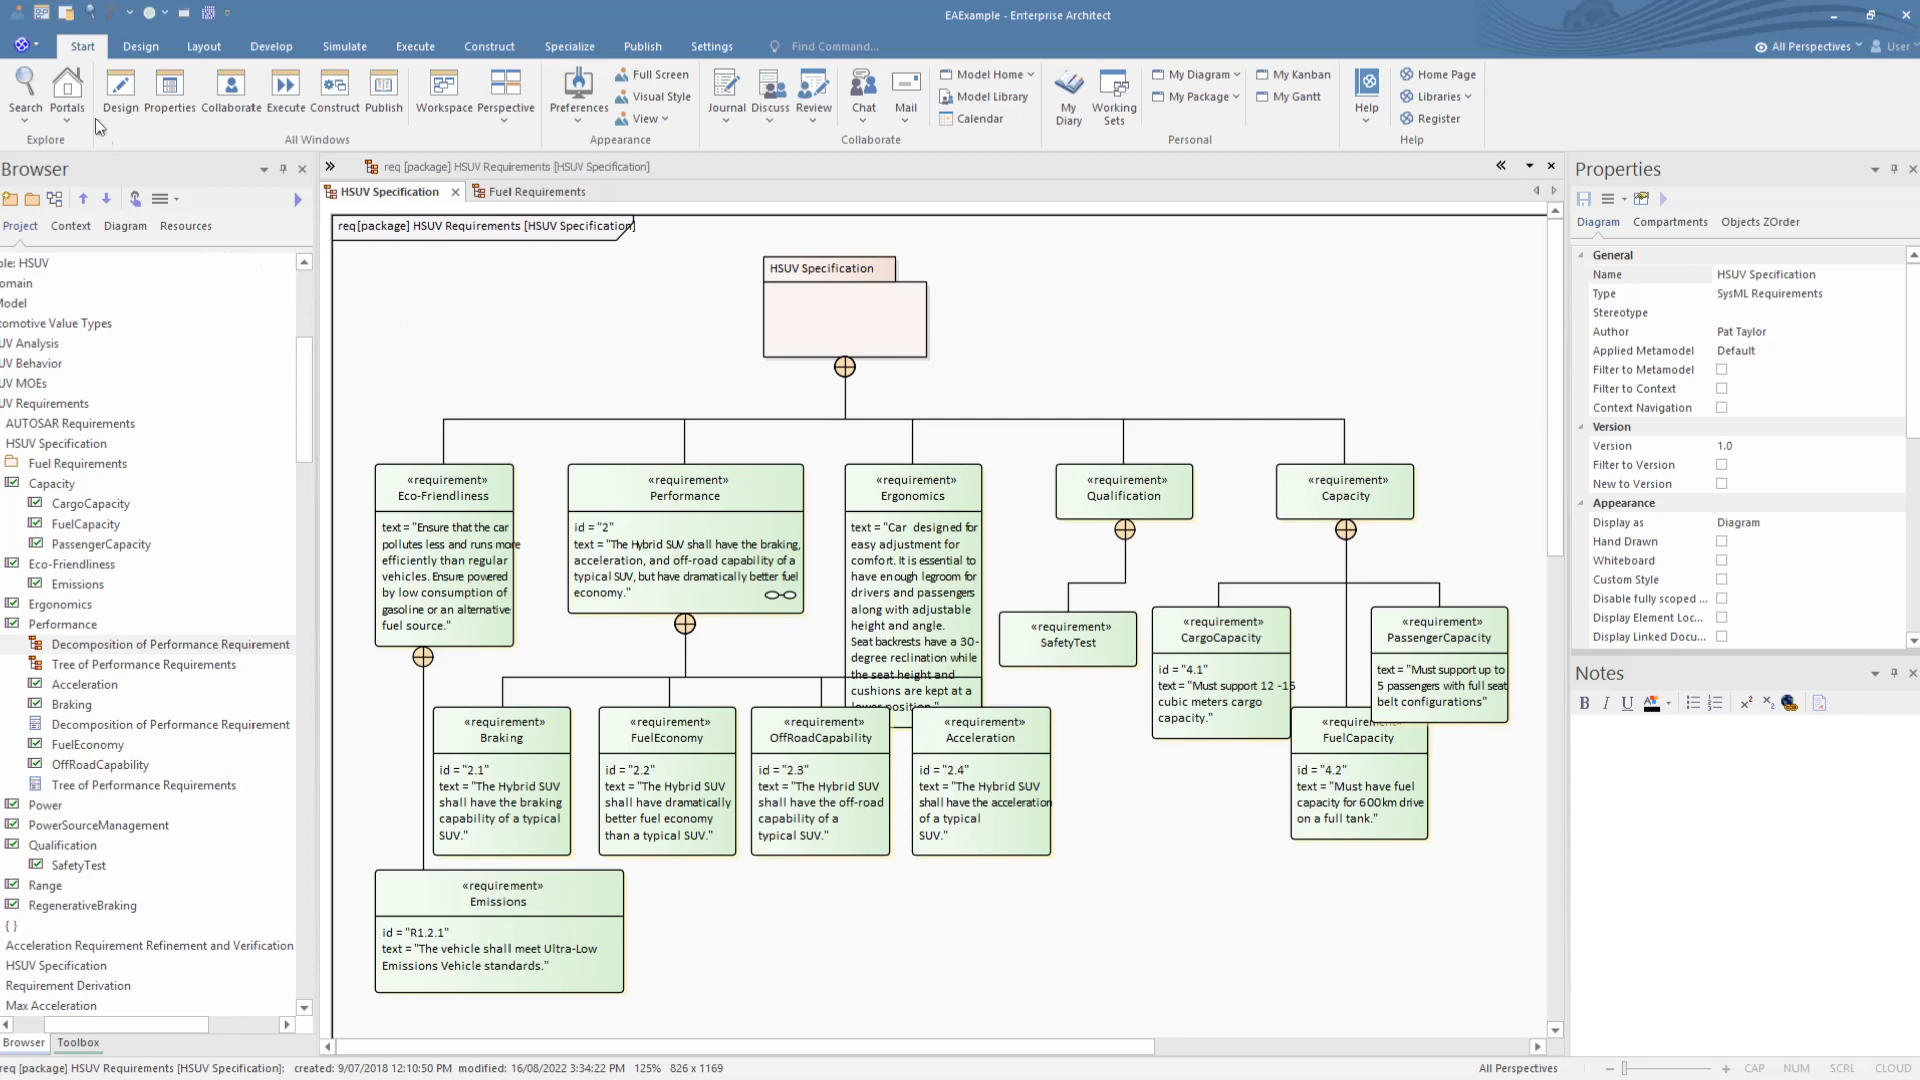 EAExample - Enterprise Architect
Start
Design
Layout
Develop
Simulate
Execute
Construct
Specialize
Publish
Settings
Find Command...
All Perspectives
User
Search
Portals
Explore
Design
Properties
Collaborate
Execute
Construct
Publish
Workspace
Perspective
All Windows
Preferences
Full Screen
Visual Style
View
Appearance
Journal
Discuss
Review
Chat
Mail
Model Home
Model Library
Calendar
Collaborate
My Diary
Working Sets
My Diagram
My Package
My Kanban
My Gantt
Personal
Help
Home Page
Libraries
Register
Help
Browser
Project
Context
Diagram
Resources
ple: HSUV
omain
Model
tomotive Value Types
UV Analysis
UV Behavior
UV MOEs
UV Requirements
AUTOSAR Requirements
HSUV Specification
Fuel Requirements
Capacity
CargoCapacity
FuelCapacity
PassengerCapacity
Eco-Friendliness
Emissions
Ergonomics
Performance
Decomposition of Performance Requirement
Tree of Performance Requirements
Acceleration
Braking
Decomposition of Performance Requirement
FuelEconomy
OffRoadCapability
Tree of Performance Requirements
Power
PowerSourceManagement
Qualification
SafetyTest
Range
RegenerativeBraking
{ }
Acceleration Requirement Refinement and Verification
HSUV Specification
Requirement Derivation
Max Acceleration
Browser
Toolbox
req [package] HSUV Requirements [HSUV Specification]
HSUV Specification
Fuel Requirements
req [package] HSUV Requirements [HSUV Specification]
HSUV Specification
«requirement»
Eco-Friendliness
text = "Ensure that the car
pollutes less and runs more
efficiently than regular
vehicles. Ensure powered
by low consumption of
gasoline or an alternative
fuel source."
«requirement»
Performance
id = "2"
text = "The Hybrid SUV shall have the braking,
acceleration, and off-road capability of a
typical SUV, but have dramatically better fuel
economy."
«requirement»
Ergonomics
text = "Car designed for
easy adjustment for
comfort. It is essential to
have enough legroom for
drivers and passengers
along with adjustable
height and angle.
Seat backrests have a 30-
degree reclination while
the seat height and
cushions are kept at a
lower position."
«requirement»
Qualification
«requirement»
Capacity
«requirement»
SafetyTest
«requirement»
CargoCapacity
id = "4.1"
text = "Must support 12 -15
cubic meters cargo
capacity."
«requirement»
PassengerCapacity
text = "Must support up to
5 passengers with full seat
belt configurations"
«requirement»
Braking
id = "2.1"
text = "The Hybrid SUV
shall have the braking
capability of a typical
SUV."
«requirement»
FuelEconomy
id = "2.2"
text = "The Hybrid SUV
shall have dramatically
better fuel economy
than a typical SUV."
«requirement»
OffRoadCapability
id = "2.3"
text = "The Hybrid SUV
shall have the off-road
capability of a
typical SUV."
«requirement»
Acceleration
id = "2.4"
text = "The Hybrid SUV
shall have the acceleration
of a typical
SUV."
FuelCapacity
id = "4.2"
text = "Must have fuel
capacity for 600km drive
on a full tank."
«requirement»
Emissions
id = "R1.2.1"
text = "The vehicle shall meet Ultra-Low
Emissions Vehicle standards."
Properties
Diagram
Compartments
Objects ZOrder
General
Name HSUV Specification
Type SysML Requirements
Stereotype
Author Pat Taylor
Applied Metamodel Default
Filter to Metamodel
Filter to Context
Context Navigation
Version
Version 1.0
Filter to Version
New to Version
Appearance
Display as Diagram
Hand Drawn
Whiteboard
Custom Style
Disable fully scoped ...
Display Element Loc...
Display Linked Docu...
Notes
B I U A
req [package] HSUV Requirements [HSUV Specification]: created: 9/07/2018 12:10:50 PM modified: 16/08/2022 3:34:22 PM 125% 826 x 1169
All Perspectives
CAP NUM SCRL CLOUD